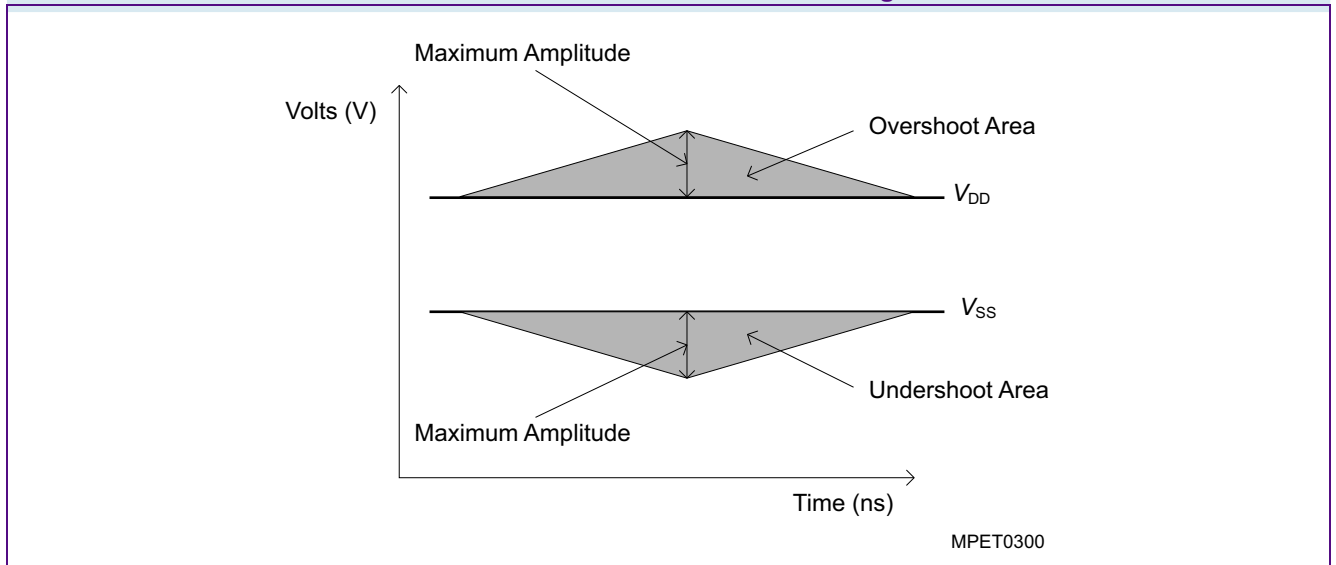 Maximum Amplitude
Volts (V)
Overshoot Area
VDD
VSS
Undershoot Area
Maximum Amplitude
Time (ns)
MPET0300